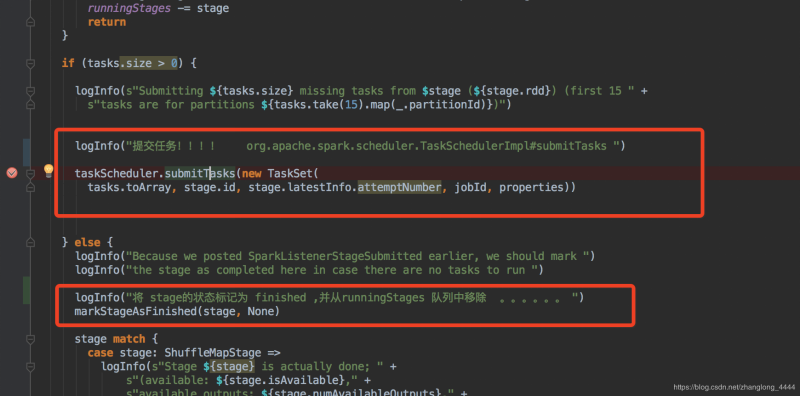 runningStages -= stage
return
}
if (tasks.size > 0) {
logInfo(s"Submitting ${tasks.size} missing tasks from $stage (${stage.rdd}) (first 15 " +
s"tasks are for partitions ${tasks.take(15).map(_.partitionId)})")
logInfo("提交任务!!!! org.apache.spark.scheduler.TaskSchedulerImpl#submitTasks ")
taskScheduler.submitTasks(new TaskSet(
tasks.toArray, stage.id, stage.latestInfo.attemptNumber, jobId, properties))
} else {
logInfo("Because we posted SparkListenerStageSubmitted earlier, we should mark ")
logInfo("the stage as completed here in case there are no tasks to run ")
logInfo("将 stage的状态标记为 finished ,并从runningStages 队列中移除 。。。。。。 ")
markStageAsFinished(stage, None)
stage match {
case stage: ShuffleMapStage =>
logInfo(s"Stage ${stage} is actually done; " +
s"(available: ${stage.isAvailable}," +
s"available outputs: ${stage.numAvailableOutputs}," +
https://blog.csdn.net/zhanglong_4444